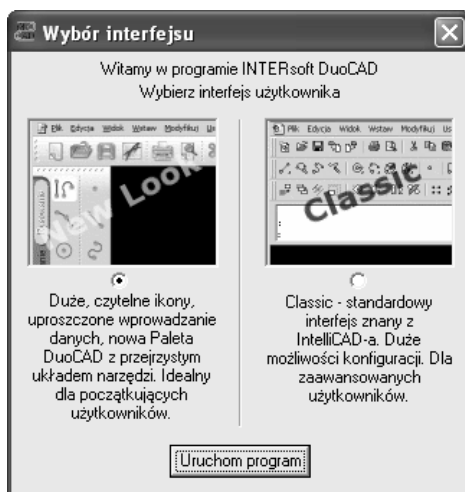 Wybór interfejsu
Witamy w programie INTERsoft DuoCAD
Wybierz interfejs użytkownika
Plik Edycja Widok Wstaw Modyfikuj
New Look
Plik Edycja Widok Wstaw Modyfikuj
Classic
Duże, czytelne ikony,
uproszczone wprowadzanie
danych, nowa Paleta
DuoCAD z przejrzystym
układem narzędzi. Idealny
dla początkujących
użytkowników.
Classic - standardowy
interfejs znany z
IntelliCAD-a. Duże
możliwości konfiguracji. Dla
zaawansowanych
użytkowników.
Uruchom program